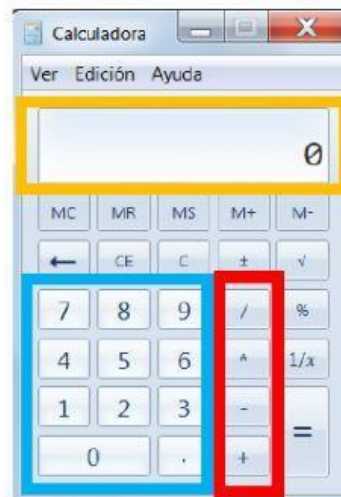 Calculadora
Ver Edición Ayuda
0
MC MR MS M+ M-
← CE C ± √
7 8 9 / %
4 5 6 ^ 1/x
1 2 3 - =
0 . +